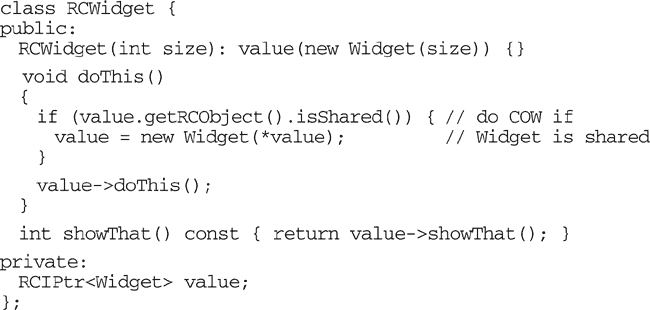 class RCWidget {
public:
  RCWidget(int size): value(new Widget(size)) {}
  void doThis()
  {
    if (value.getRCObject().isShared()) { // do COW if
      value = new Widget(*value);         // Widget is shared
    }
    value->doThis();
  }
  int showThat() const { return value->showThat(); }
private:
  RCIPtr<Widget> value;
};